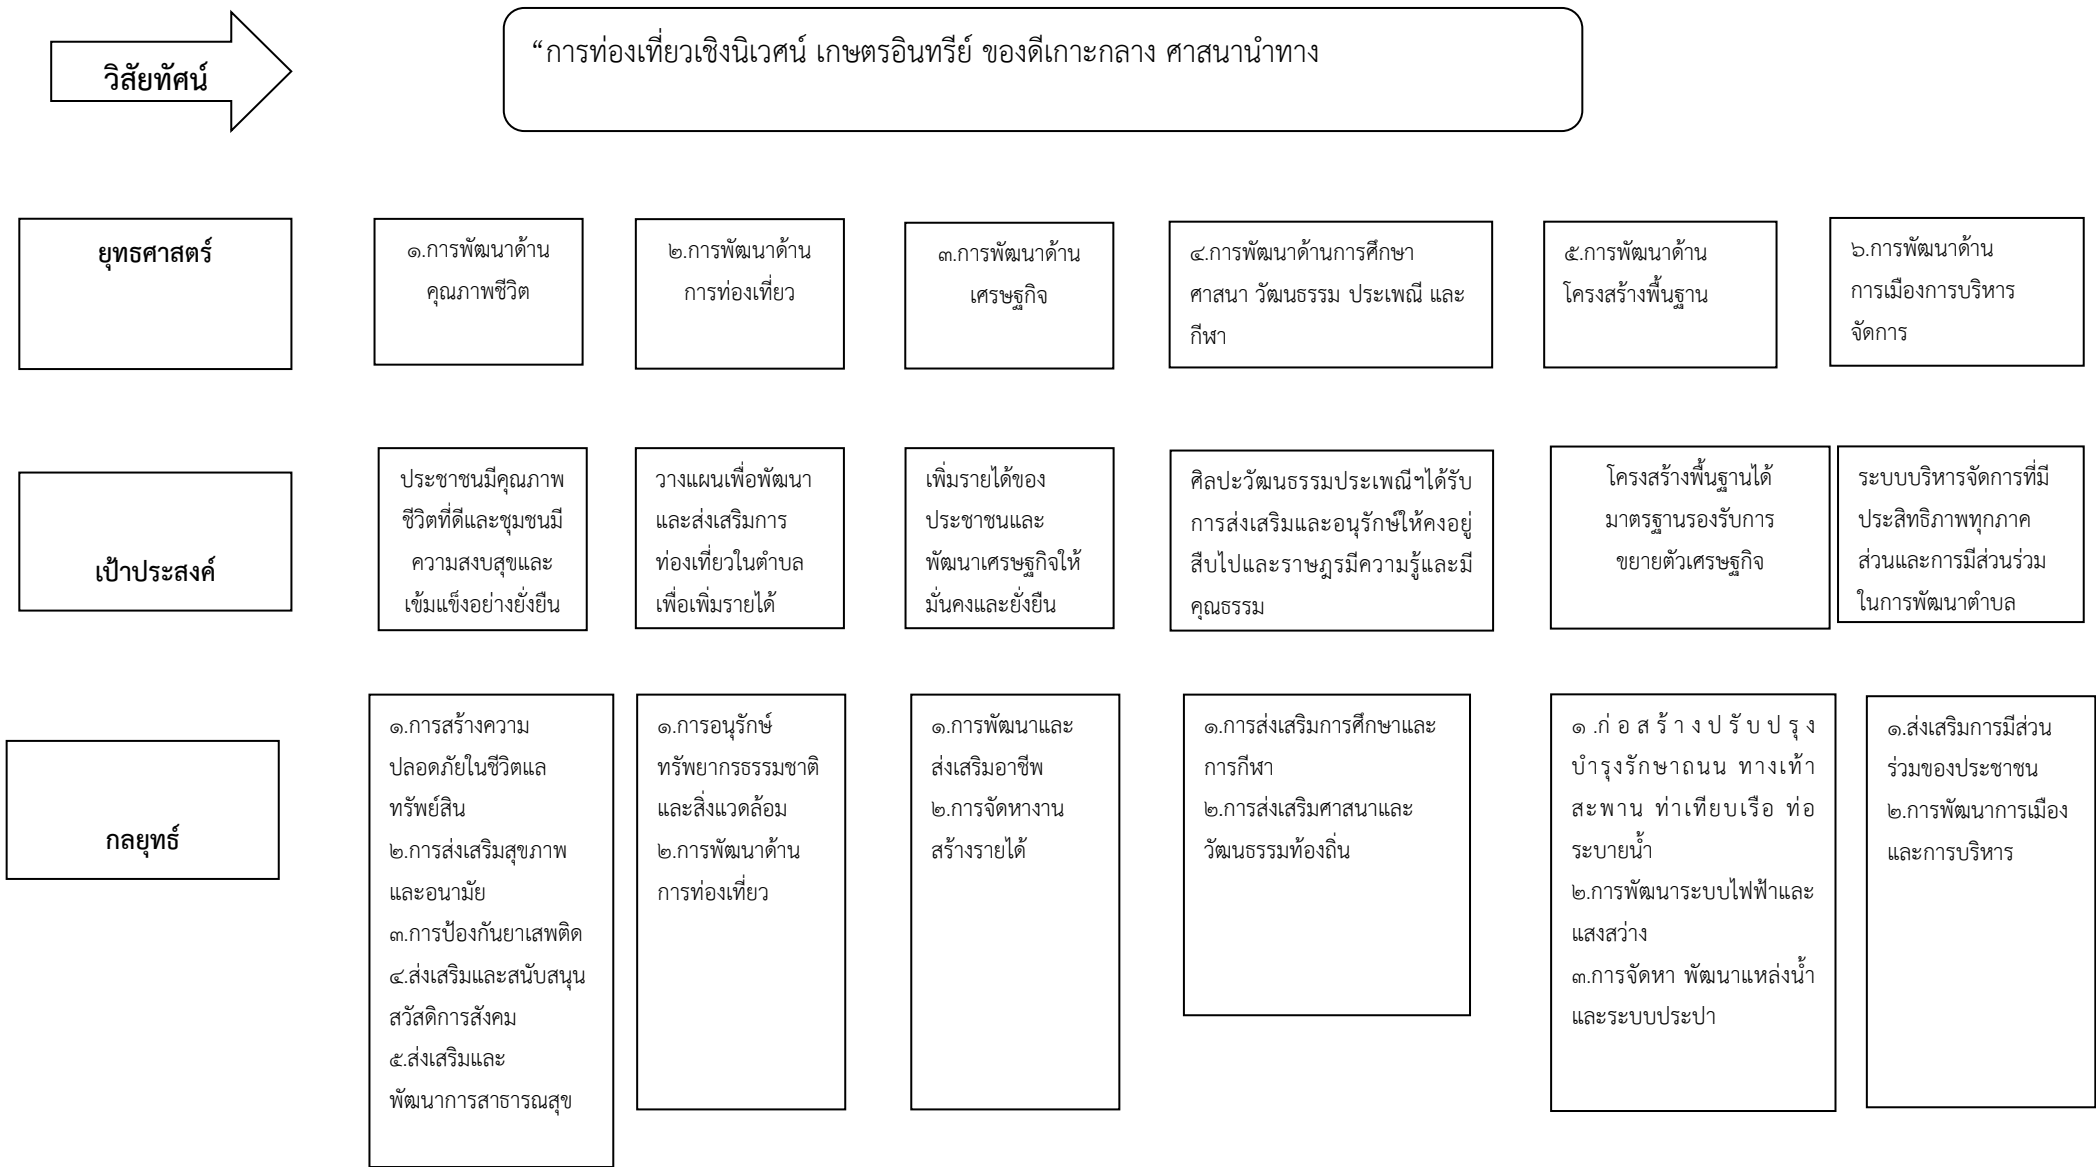 วิสัยทัศน์
“การท่องเที่ยวเชิงนิเวศน์ เกษตรอินทรีย์ ของดีเกาะกลาง ศาสนานำทาง
ยุทธศาสตร์
๑.การพัฒนาด้าน
คุณภาพชีวิต
๒.การพัฒนาด้าน
การท่องเที่ยว
๓.การพัฒนาด้าน
เศรษฐกิจ
๔.การพัฒนาด้านการศึกษา
ศาสนา วัฒนธรรม ประเพณี และ
กีฬา
๕.การพัฒนาด้าน
โครงสร้างพื้นฐาน
๖.การพัฒนาด้าน
การเมืองการบริหาร
จัดการ
เป้าประสงค์
ประชาชนมีคุณภาพ
ชีวิตที่ดีและชุมชนมี
ความสงบสุขและ
เข้มแข็งอย่างยั่งยืน
วางแผนเพื่อพัฒนา
และส่งเสริมการ
ท่องเที่ยวในตำบล
เพื่อเพิ่มรายได้
เพิ่มรายได้ของ
ประชาชนและ
พัฒนาเศรษฐกิจให้
มั่นคงและยั่งยืน
ศิลปะวัฒนธรรมประเพณีฯได้รับ
การส่งเสริมและอนุรักษ์ให้คงอยู่
สืบไปและราษฎรมีความรู้และมี
คุณธรรม
โครงสร้างพื้นฐานได้
มาตรฐานรองรับการ
ขยายตัวเศรษฐกิจ
ระบบบริหารจัดการที่มี
ประสิทธิภาพทุกภาค
ส่วนและการมีส่วนร่วม
ในการพัฒนาตำบล
กลยุทธ์
๑.การสร้างความ
ปลอดภัยในชีวิตแล
ทรัพย์สิน
๒.การส่งเสริมสุขภาพ
และอนามัย
๓.การป้องกันยาเสพติด
๔.ส่งเสริมและสนับสนุน
สวัสดิการสังคม
๕.ส่งเสริมและ
พัฒนาการสาธารณสุข
๑.การอนุรักษ์
ทรัพยากรธรรมชาติ
และสิ่งแวดล้อม
๒.การพัฒนาด้าน
การท่องเที่ยว
๑.การพัฒนาและ
ส่งเสริมอาชีพ
๒.การจัดหางาน
สร้างรายได้
๑.การส่งเสริมการศึกษาและ
การกีฬา
๒.การส่งเสริมศาสนาและ
วัฒนธรรมท้องถิ่น
๑.ก่อสร้างปรับปรุง
บำรุงรักษาถนน ทางเท้า
สะพาน ท่าเทียบเรือ ท่อ
ระบายน้ำ
๒.การพัฒนาระบบไฟฟ้าและ
แสงสว่าง
๓.การจัดหา พัฒนาแหล่งน้ำ
และระบบประปา
๑.ส่งเสริมการมีส่วน
ร่วมของประชาชน
๒.การพัฒนาการเมือง
และการบริหาร